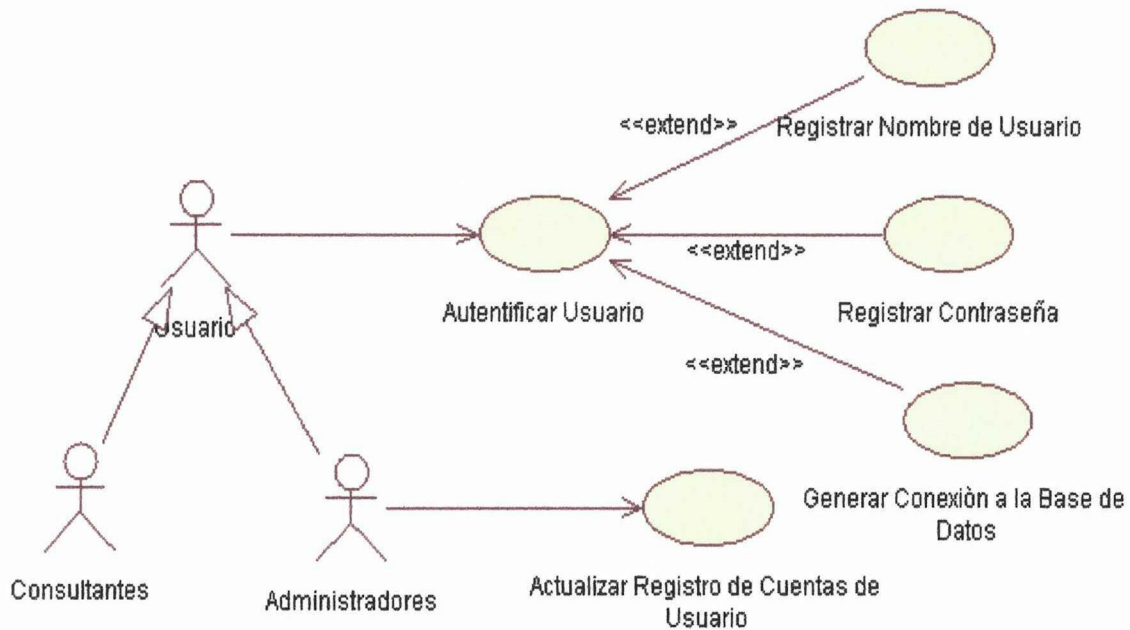 <<extend>>
Registrar Nombre de Usuario
<<extend>>
Usuario
Autentificar Usuario
Registrar Contraseña
<<extend>>
Generar Conexiòn a la Base de
Datos
Consultantes
Administradores
Actualizar Registro de Cuentas de
Usuario